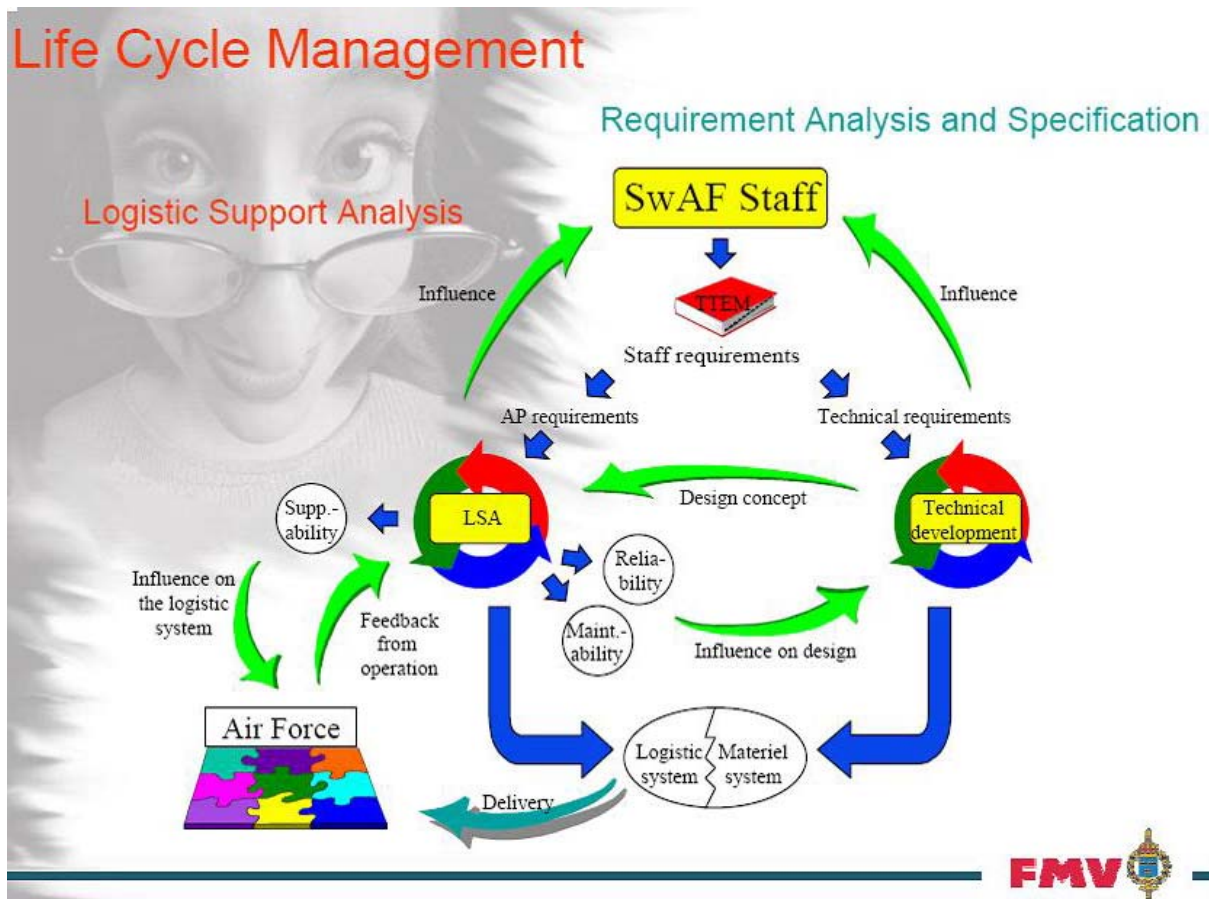 Life Cycle Management
Requirement Analysis and Specification
Logistic Support Analysis
SwAF Staff
Influence
Influence
TTEM
Staff requirements
AP requirements
Technical requirements
Design concept
Supp.-
ability
LSA
Technical
development
Relia-
bility
Maint.-
ability
Influence on
the logistic
system
Feedback
from
operation
Influence on design
Air Force
Logistic
system
Materiel
system
Delivery
FMV